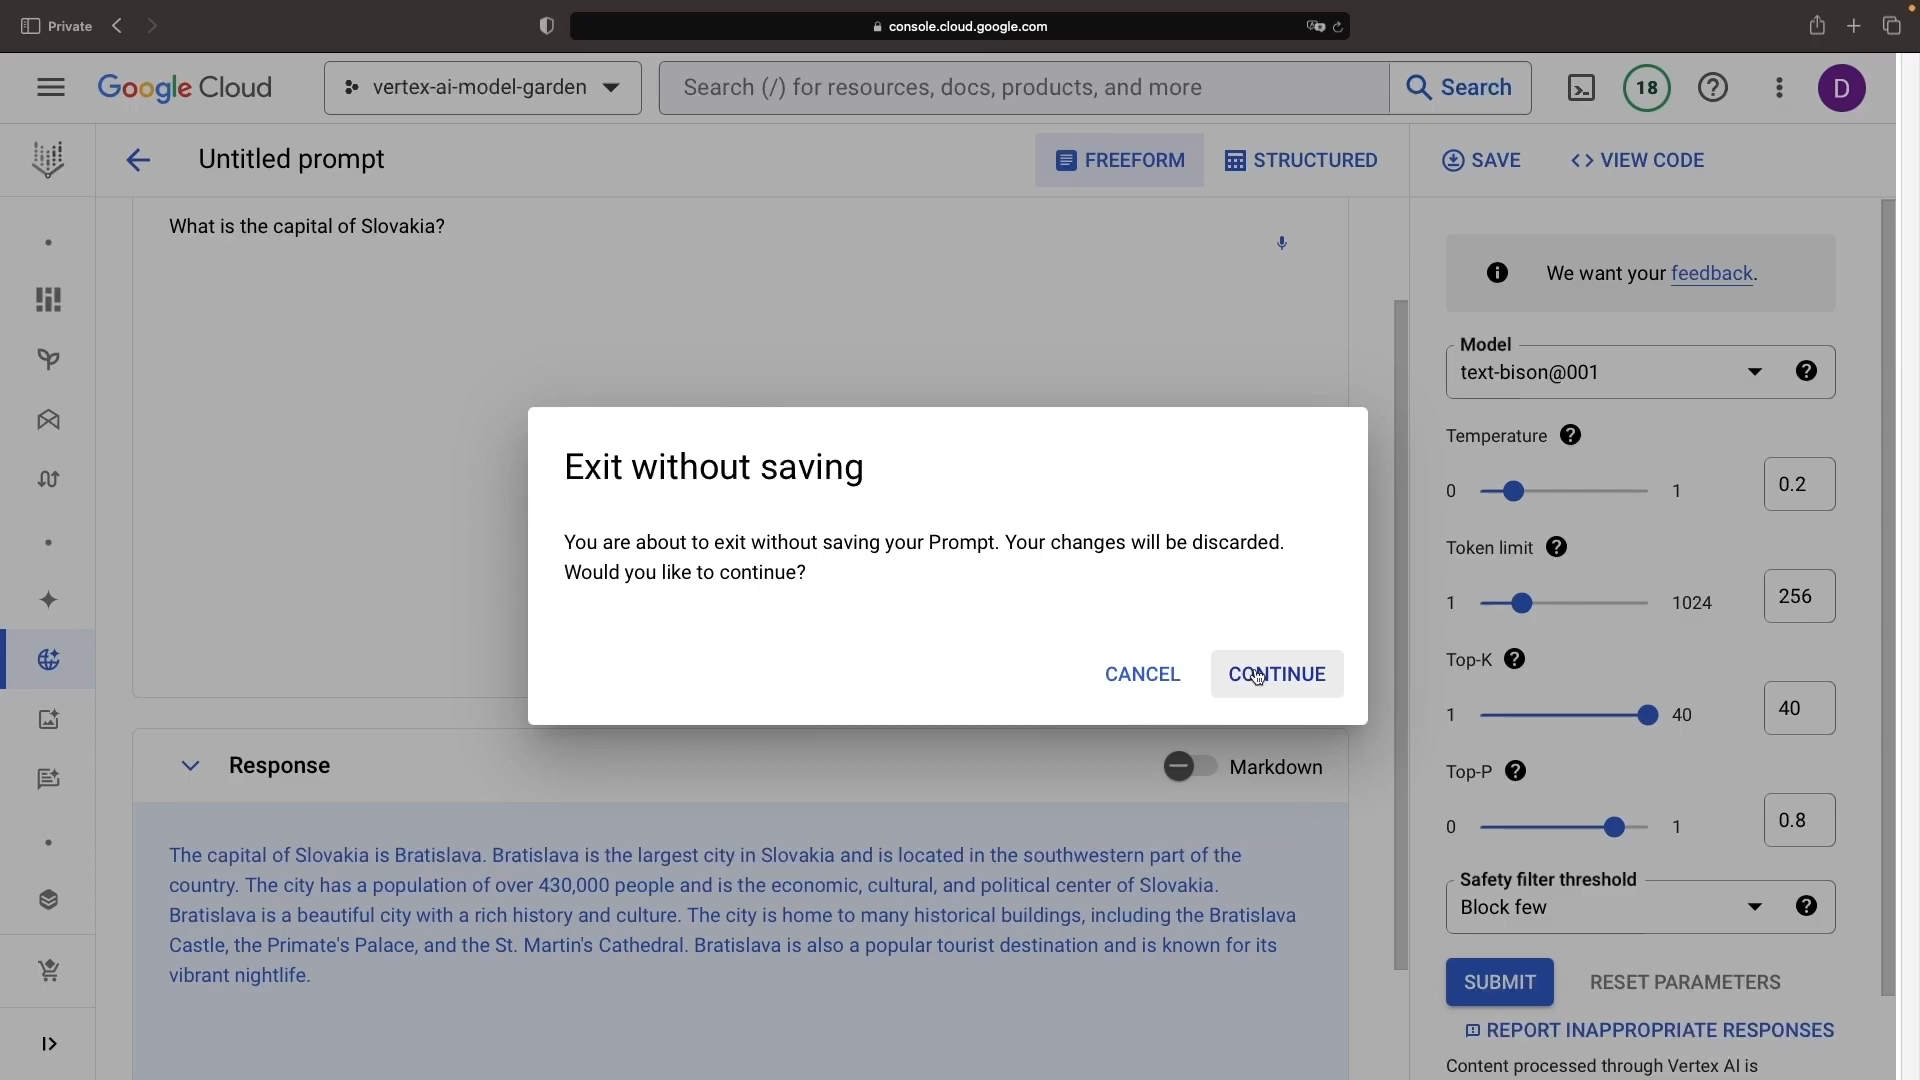 Private
console.cloud.google.com
Google Cloud
vertex-ai-model-garden
Search (/) for resources, docs, products, and more
Search
18
D
Untitled prompt
FREEFORM
STRUCTURED
SAVE
<> VIEW CODE
What is the capital of Slovakia?
We want your feedback.
Model
text-bison@001
Temperature
0
1
0.2
Token limit
1
1024
256
Top-K
1
40
40
Top-P
0
1
0.8
Safety filter threshold
Block few
SUBMIT
RESET PARAMETERS
REPORT INAPPROPRIATE RESPONSES
Content processed through Vertex AI is
Exit without saving
You are about to exit without saving your Prompt. Your changes will be discarded.
Would you like to continue?
CANCEL
CONTINUE
Response
Markdown
The capital of Slovakia is Bratislava. Bratislava is the largest city in Slovakia and is located in the southwestern part of the
country. The city has a population of over 430,000 people and is the economic, cultural, and political center of Slovakia.
Bratislava is a beautiful city with a rich history and culture. The city is home to many historical buildings, including the Bratislava
Castle, the Primate's Palace, and the St. Martin's Cathedral. Bratislava is also a popular tourist destination and is known for its
vibrant nightlife.